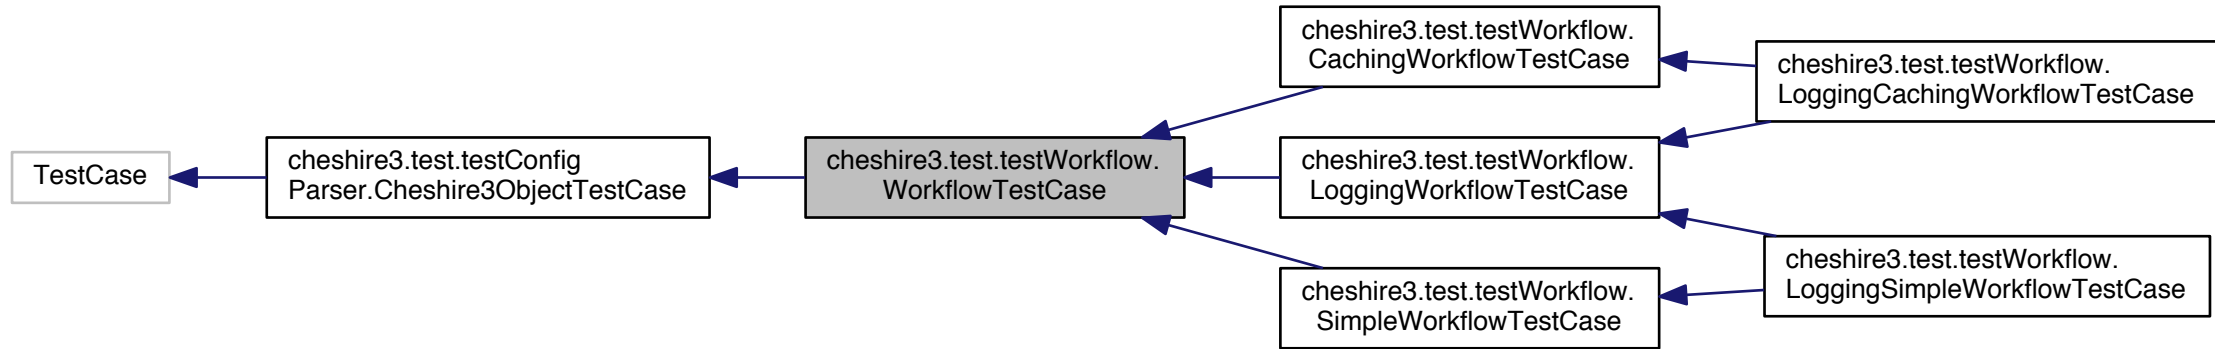 TestCase
cheshire3.test.testConfig
Parser.Cheshire3ObjectTestCase
cheshire3.test.testWorkflow.
WorkflowTestCase
cheshire3.test.testWorkflow.
CachingWorkflowTestCase
cheshire3.test.testWorkflow.
LoggingWorkflowTestCase
cheshire3.test.testWorkflow.
SimpleWorkflowTestCase
cheshire3.test.testWorkflow.
LoggingCachingWorkflowTestCase
cheshire3.test.testWorkflow.
LoggingSimpleWorkflowTestCase